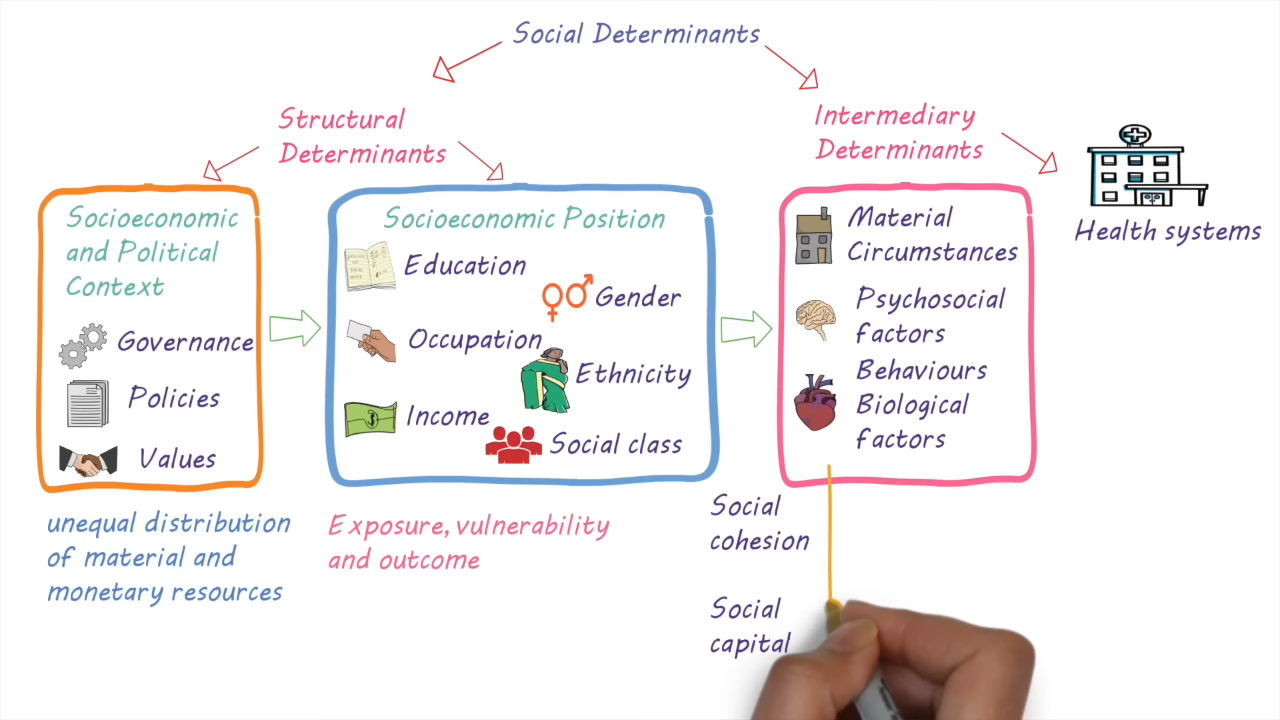 Social Determinants
Structural
Determinants
Intermediary
Determinants
Socioeconomic
and Political
Context
Governance
Policies
Values
Socioeconomic Position
Education
Gender
Occupation
Ethnicity
Income
Social class
Material
Circumstances
Psychosocial
factors
Behaviours
Biological
factors
Health systems
unequal distribution
of material and
monetary resources
Exposure, vulnerability
and outcome
Social
cohesion
Social
capital